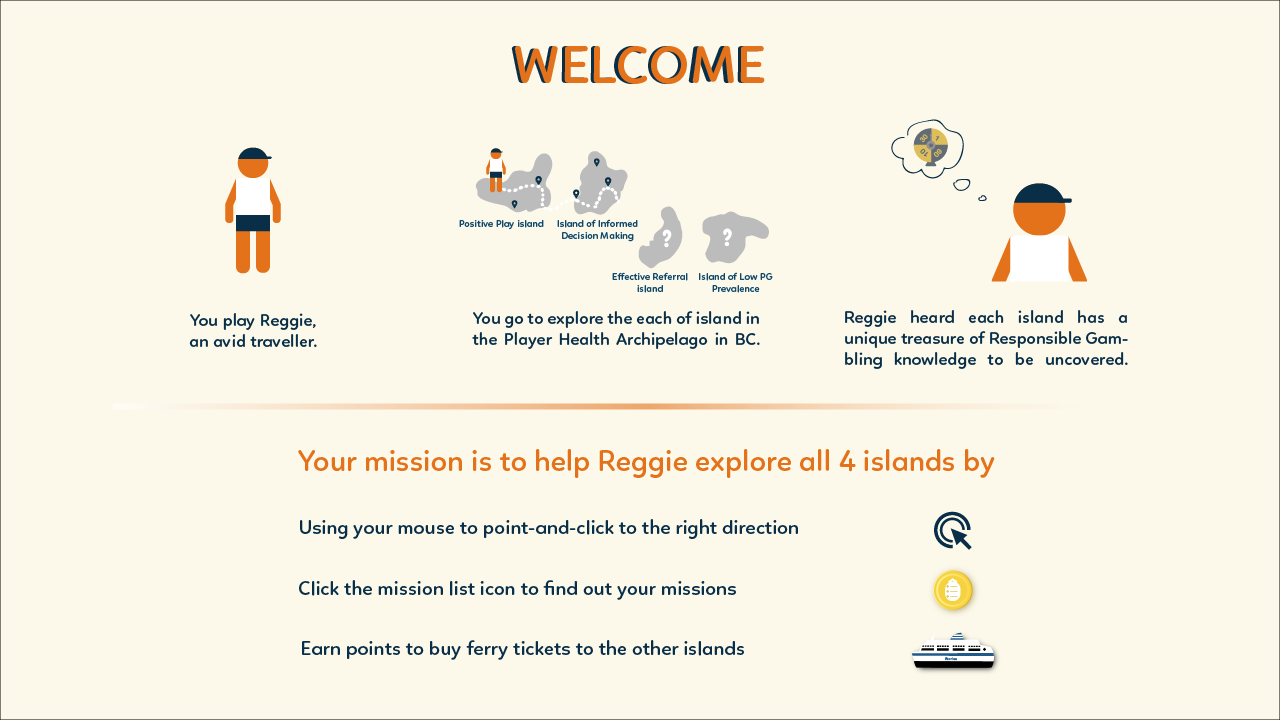 WELCOME
Positive Play island
Island of Informed
Decision Making
?
?
Effective Referral
island
Island of Low PG
Prevalence
You play Reggie,
an avid traveller.
You go to explore the each of island in
the Player Health Archipelago in BC.
Reggie heard each island has a
unique treasure of Responsible Gam-
bling knowledge to be uncovered.
Your mission is to help Reggie explore all 4 islands by
Using your mouse to point-and-click to the right direction
Click the mission list icon to find out your missions
Earn points to buy ferry tickets to the other islands